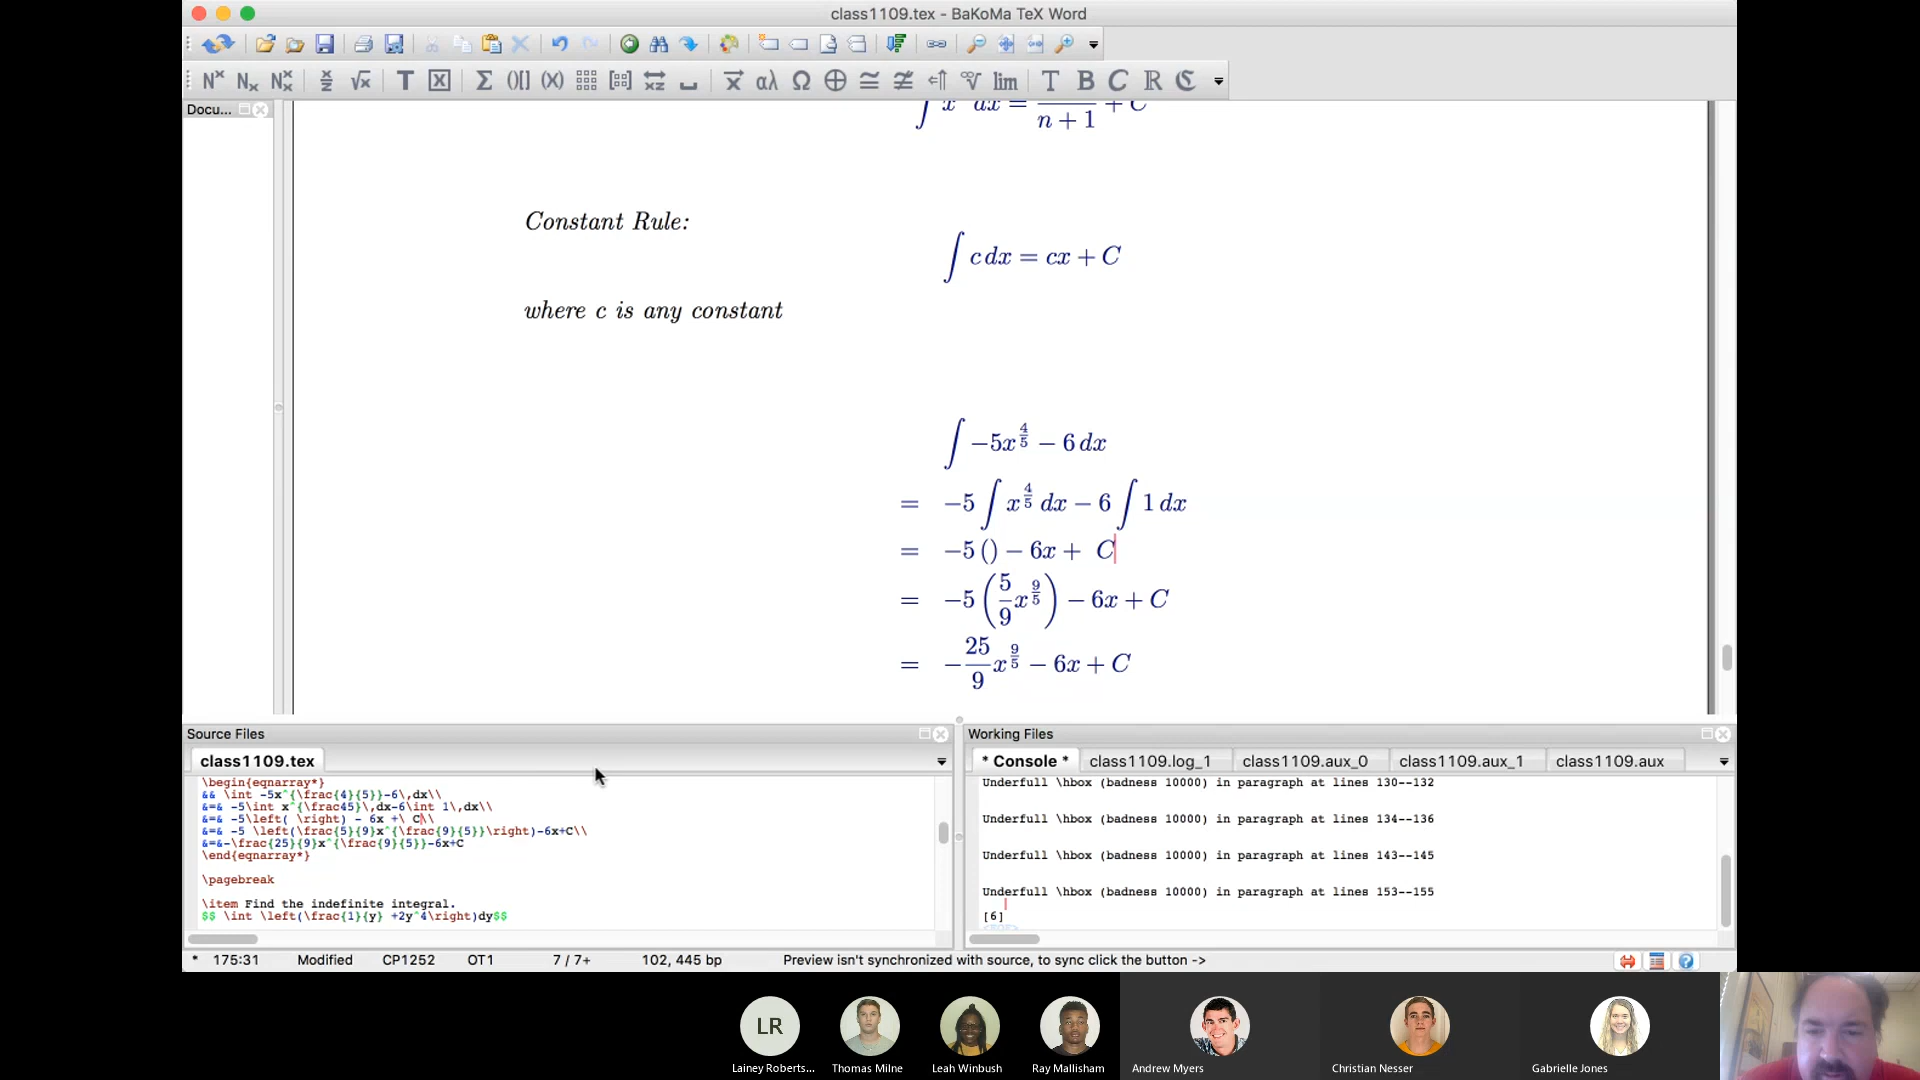 class1109.tex - BaKoMa TeX Word
Docu...
∫ x dx = —— + C
n + 1
Constant Rule:
∫ c dx = cx + C
where c is any constant
∫ −5x^{4/5} − 6 dx
= −5 ∫ x^{4/5} dx − 6 ∫ 1 dx
= −5 () − 6x + C
= −5 (5/9 x^{9/5}) − 6x + C
= −25/9 x^{9/5} − 6x + C
Source Files
class1109.tex
\begin{eqnarray*}
&& \int -5x^{\frac{4}{5}}-6\,dx\\
&=& -5\int x^{\frac45}\,dx-6\int 1\,dx\\
&=& -5\left( \right) - 6x +\ C\\
&=& -5 \left(\frac{5}{9}x^{\frac{9}{5}}\right)-6x+C\\
&=&-\frac{25}{9}x^{\frac{9}{5}}-6x+C
\end{eqnarray*}
\pagebreak
\item Find the indefinite integral.
$$ \int \left(\frac{1}{y} +2y^4\right)dy$$
Working Files
* Console * class1109.log_1 class1109.aux_0 class1109.aux_1 class1109.aux
Underfull \hbox (badness 10000) in paragraph at lines 130--132
Underfull \hbox (badness 10000) in paragraph at lines 134--136
Underfull \hbox (badness 10000) in paragraph at lines 143--145
Underfull \hbox (badness 10000) in paragraph at lines 153--155
[6]
* 175:31 Modified CP1252 OT1 7 / 7+ 102, 445 bp Preview isn't synchronized with source, to sync click the button ->
LR
Lainey Roberts... Thomas Milne Leah Winbush Ray Mallisham Andrew Myers Christian Nesser Gabrielle Jones